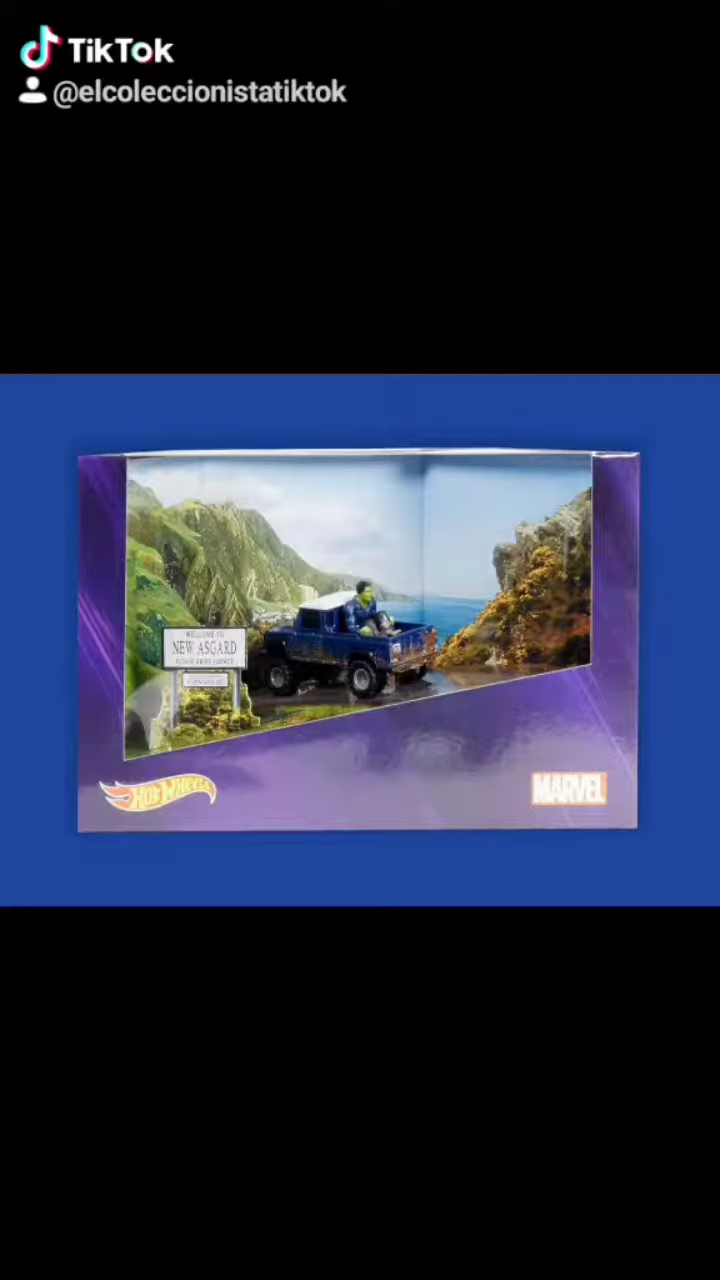 TikTok
@elcoleccionistatiktok
WELCOME TO
NEW ASGARD
HOT WHEELS
MARVEL